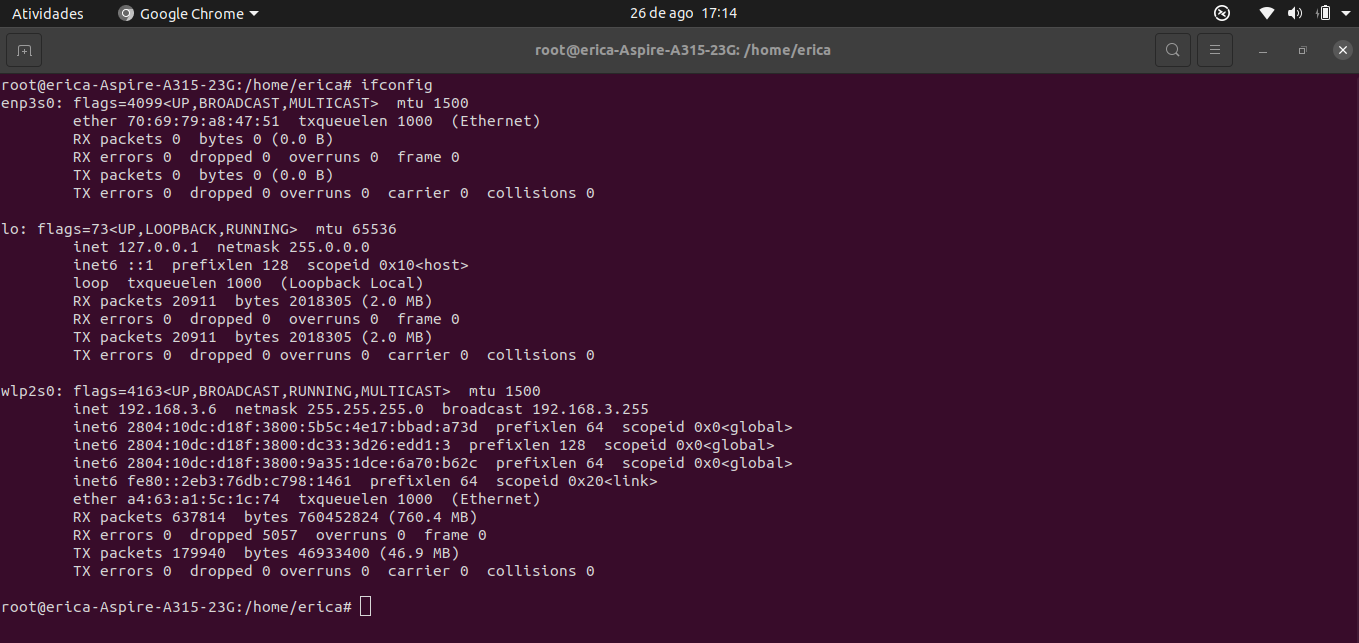 Atividades Google Chrome 26 de ago 17:14
root@erica-Aspire-A315-23G: /home/erica
root@erica-Aspire-A315-23G:/home/erica# ifconfig
enp3s0: flags=4099<UP,BROADCAST,MULTICAST>  mtu 1500
        ether 70:69:79:a8:47:51  txqueuelen 1000  (Ethernet)
        RX packets 0  bytes 0 (0.0 B)
        RX errors 0  dropped 0  overruns 0  frame 0
        TX packets 0  bytes 0 (0.0 B)
        TX errors 0  dropped 0 overruns 0  carrier 0  collisions 0
lo: flags=73<UP,LOOPBACK,RUNNING>  mtu 65536
        inet 127.0.0.1  netmask 255.0.0.0
        inet6 ::1  prefixlen 128  scopeid 0x10<host>
        loop  txqueuelen 1000  (Loopback Local)
        RX packets 20911  bytes 2018305 (2.0 MB)
        RX errors 0  dropped 0  overruns 0  frame 0
        TX packets 20911  bytes 2018305 (2.0 MB)
        TX errors 0  dropped 0 overruns 0  carrier 0  collisions 0
wlp2s0: flags=4163<UP,BROADCAST,RUNNING,MULTICAST>  mtu 1500
        inet 192.168.3.6  netmask 255.255.255.0  broadcast 192.168.3.255
        inet6 2804:10dc:d18f:3800:5b5c:4e17:bbad:a73d  prefixlen 64  scopeid 0x0<global>
        inet6 2804:10dc:d18f:3800:dc33:3d26:edd1:3  prefixlen 128  scopeid 0x0<global>
        inet6 2804:10dc:d18f:3800:9a35:1dce:6a70:b62c  prefixlen 64  scopeid 0x0<global>
        inet6 fe80::2eb3:76db:c798:1461  prefixlen 64  scopeid 0x20<link>
        ether a4:63:a1:5c:1c:74  txqueuelen 1000  (Ethernet)
        RX packets 637814  bytes 760452824 (760.4 MB)
        RX errors 0  dropped 5057  overruns 0  frame 0
        TX packets 179940  bytes 46933400 (46.9 MB)
        TX errors 0  dropped 0 overruns 0  carrier 0  collisions 0
root@erica-Aspire-A315-23G:/home/erica#